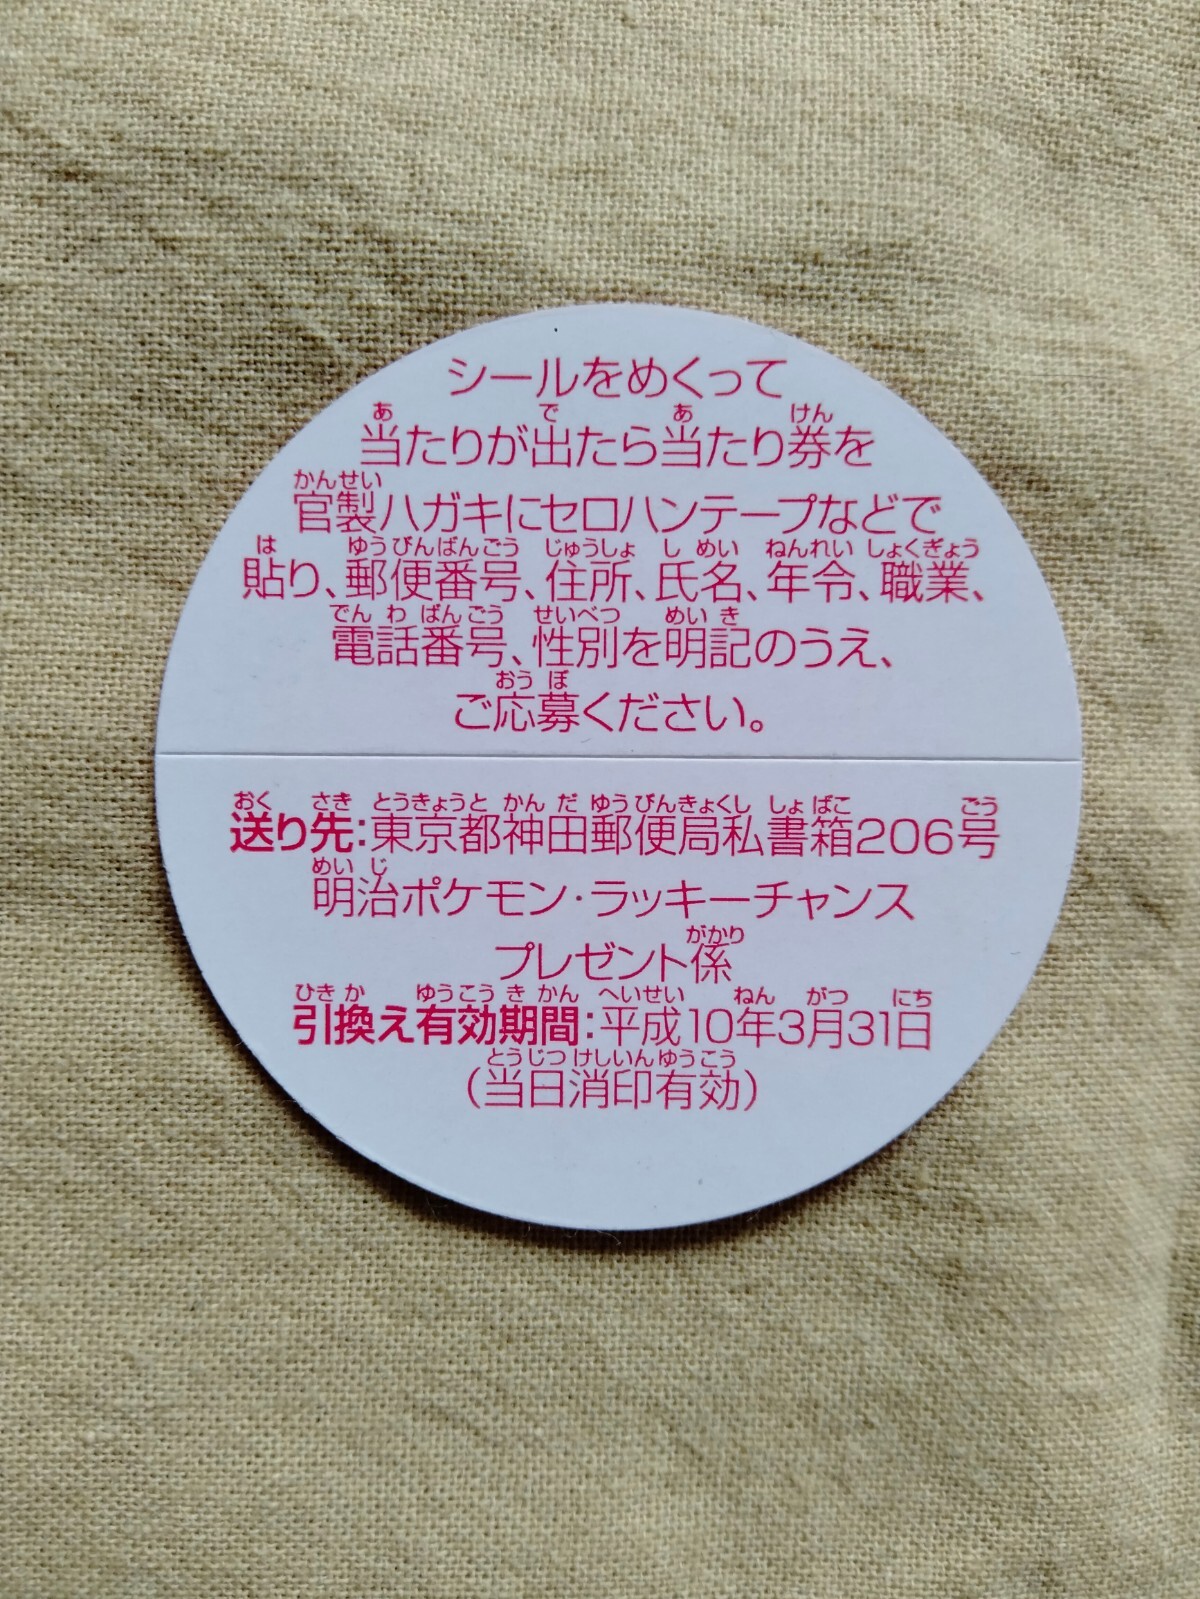 シールをめくって
当たりが出たら当たり券を
官製ハガキにセロハンテープなどで
貼り、郵便番号、住所、氏名、年令、職業、
電話番号、性別を明記のうえ、
ご応募ください。
送り先:東京都神田郵便局私書箱206号
明治ポケモン・ラッキーチャンス
プレゼント係
引換え有効期間:平成10年3月31日
(当日消印有効)